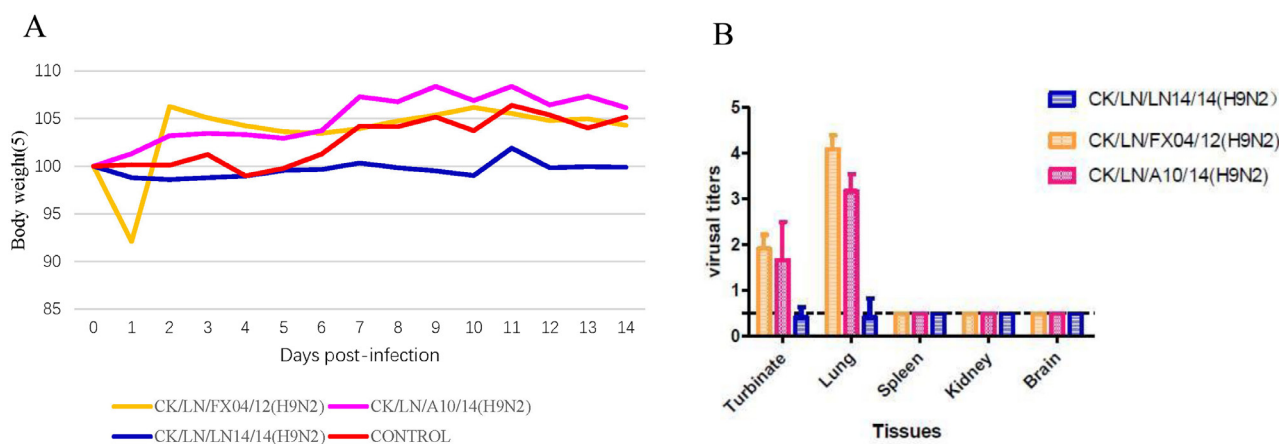 A
Body weight(5)
110
105
100
95
90
85
0 1 2 3 4 5 6 7 8 9 10 11 12 13 14
Days post-infection
CK/LN/FX04/12(H9N2) CK/LN/A10/14(H9N2)
CK/LN/LN14/14(H9N2) CONTROL
B
CK/LN/LN14/14(H9N2)
CK/LN/FX04/12(H9N2)
CK/LN/A10/14(H9N2)
virusal titers
5
4
3
2
1
0
Turbinate Lung Spleen Kidney Brain
Tissues